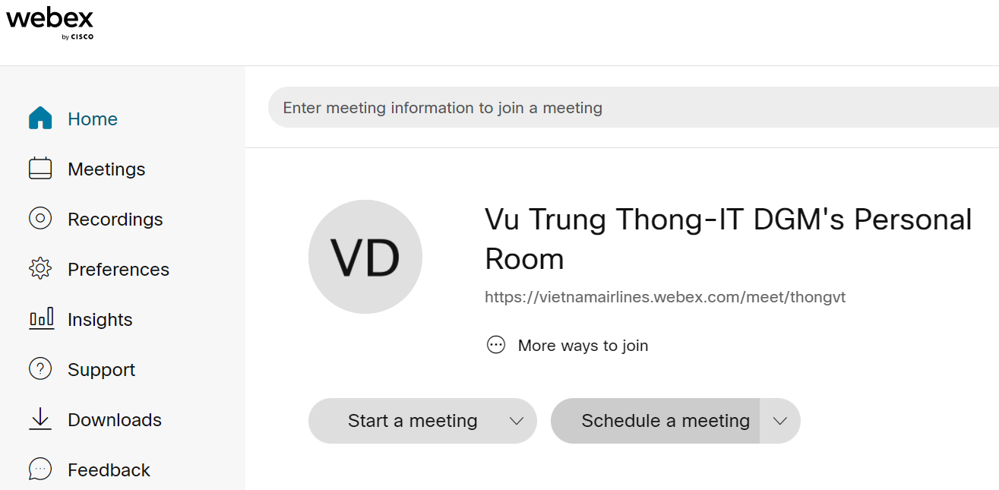 webex
by CISCO
Home
Meetings
Recordings
Preferences
Insights
Support
Downloads
Feedback
Enter meeting information to join a meeting
VD
Vu Trung Thong-IT DGM's Personal
Room
https://vietnamairlines.webex.com/meet/thongvt
More ways to join
Start a meeting
Schedule a meeting